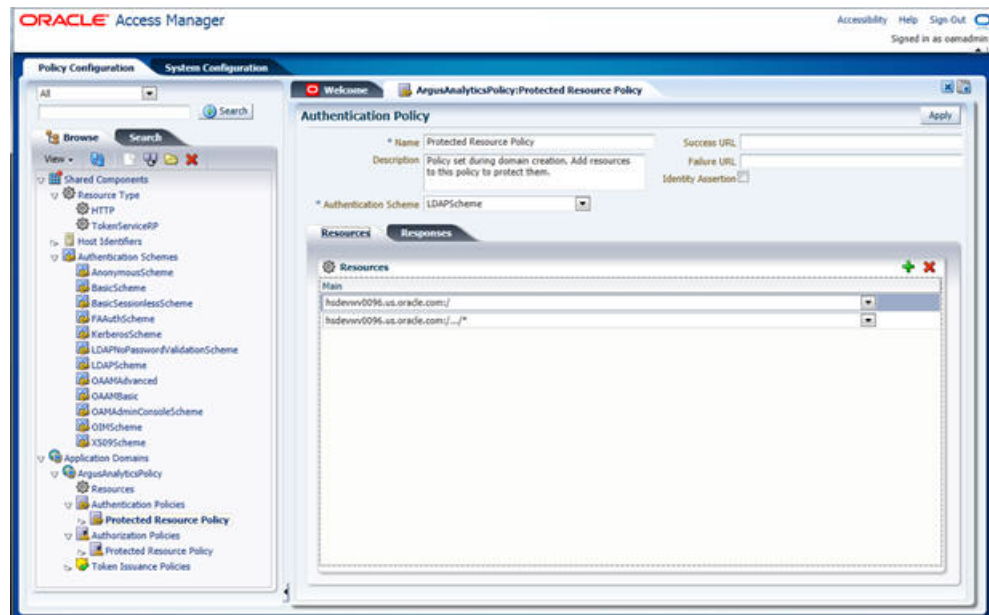 ORACLE Access Manager
Accessibility Help Sign Out
Signed in as oamadmin
Policy Configuration System Configuration
All
Search
Browse Search
View
Shared Components
Resource Type
HTTP
TokenServiceRP
Host Identifiers
Authentication Schemes
AnonymousScheme
BasicScheme
BasicSessionlessScheme
FAAuthScheme
KerberosScheme
LDAPNoPasswordValidationScheme
LDAPScheme
OAAMAdvanced
OAAMBasic
OAMAdminConsoleScheme
OIMScheme
X509Scheme
Application Domains
ArgusAnalyticsPolicy
Resources
Authentication Policies
Protected Resource Policy
Authorization Policies
Protected Resource Policy
Token Issuance Policies
Welcome ArgusAnalyticsPolicy:Protected Resource Policy
Authentication Policy Apply
* Name Protected Resource Policy Success URL
Description Policy set during domain creation. Add resources Failure URL
to this policy to protect them. Identity Assertion
* Authentication Scheme LDAPScheme
Resources Responses
Resources
Main
hsdevwv0096.us.oracle.com:/
hsdevwv0096.us.oracle.com:/.../*